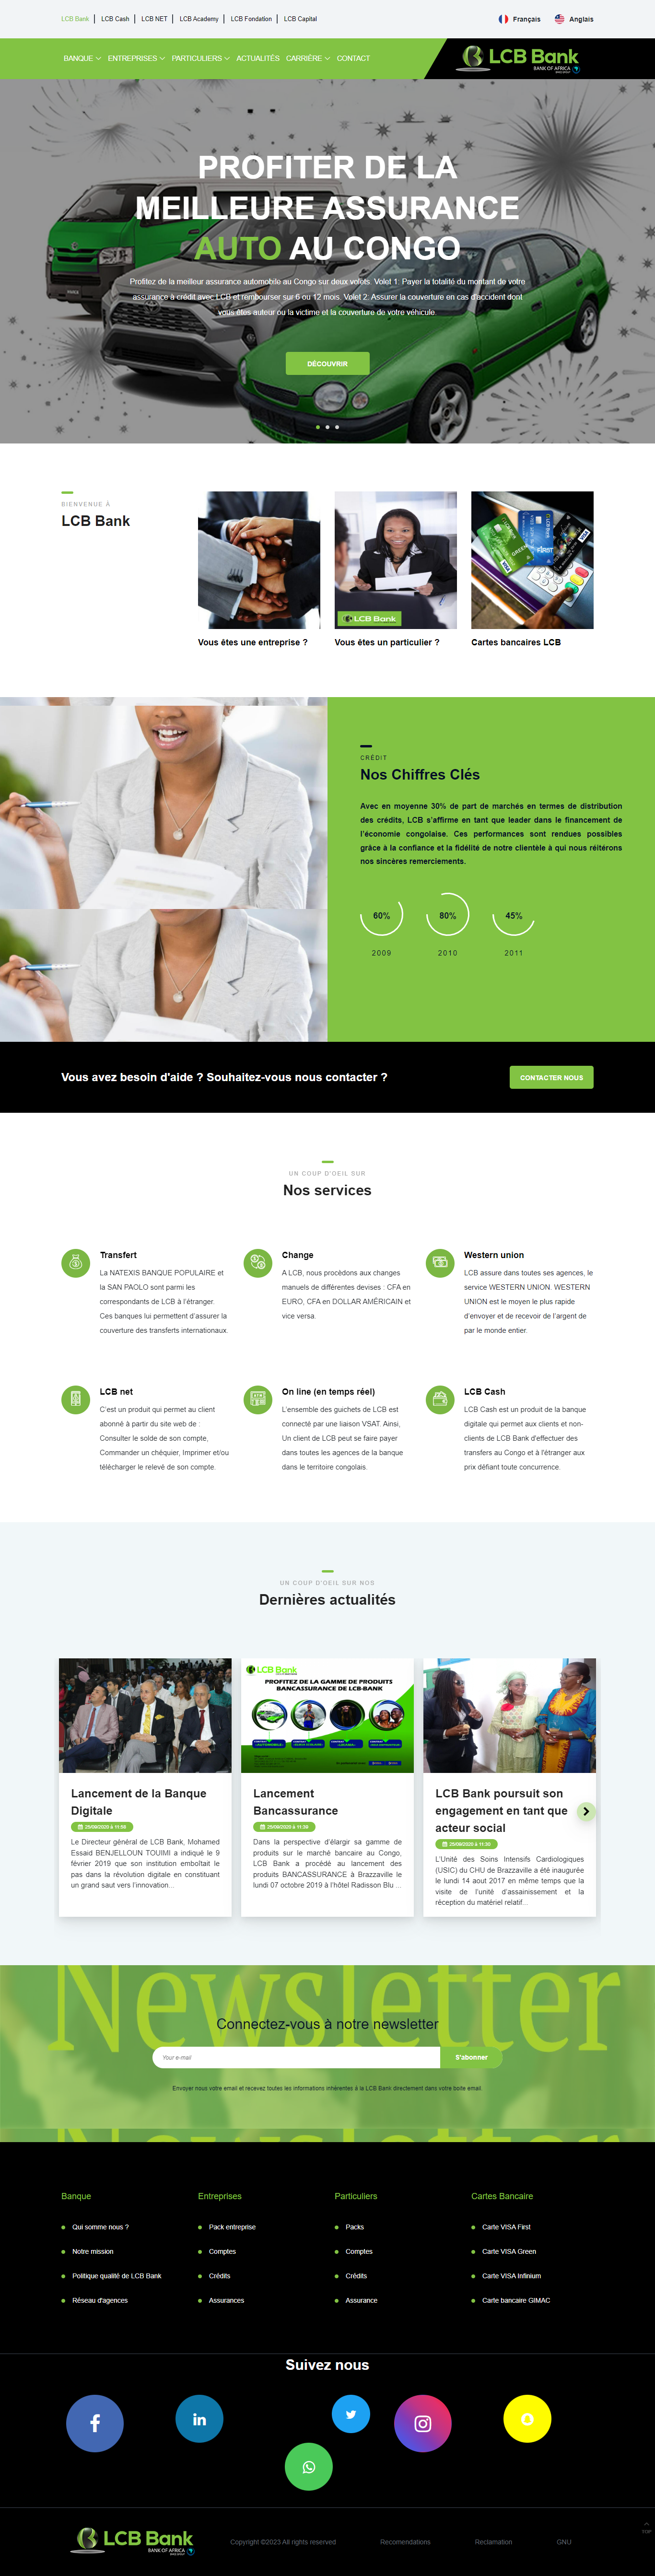 LCB Bank
LCB Cash
LCB NET
LCB Academy
LCB Fondation
LCB Capital
Français
Anglais
BANQUE
ENTREPRISES
PARTICULIERS
ACTUALITÉS
CARRIÈRE
CONTACT
LCB Bank
BANK OF AFRICA
PROFITER DE LA
MEILLEURE ASSURANCE
AUTO AU CONGO
Profitez de la meilleur assurance automobile au Congo sur deux volets. Volet 1: Payer la totalité du montant de votre
assurance à crédit avec LCB et rembourser sur 6 ou 12 mois. Volet 2: Assurer la couverture en cas d'accident dont
vous êtes auteur ou la victime et la couverture de votre véhicule.
DÉCOUVRIR
BIENVENUE À
LCB Bank
LCB Bank
GREEN
FIRST
VISA
Vous êtes une entreprise ?
Vous êtes un particulier ?
Cartes bancaires LCB
CRÉDIT
Nos Chiffres Clés
Avec en moyenne 30% de part de marchés en termes de distribution
des crédits, LCB s'affirme en tant que leader dans le financement de
l'économie congolaise. Ces performances sont rendues possibles
grâce à la confiance et la fidélité de notre clientèle à qui nous réitérons
nos sincères remerciements.
60%
80%
45%
2009
2010
2011
Vous avez besoin d'aide ? Souhaitez-vous nous contacter ?
CONTACTER NOUS
UN COUP D'OEIL SUR
Nos services
Transfert
La NATEXIS BANQUE POPULAIRE et
la SAN PAOLO sont parmi les
correspondants de LCB à l'étranger.
Ces banques lui permettent d'assurer la
couverture des transferts internationaux.
Change
A LCB, nous procédons aux changes
manuels de différentes devises : CFA en
EURO, CFA en DOLLAR AMÉRICAIN et
vice versa.
Western union
LCB assure dans toutes ses agences, le
service WESTERN UNION. WESTERN
UNION est le moyen le plus rapide
d'envoyer et de recevoir de l'argent de
par le monde entier.
LCB net
C'est un produit qui permet au client
abonné à partir du site web de :
Consulter le solde de son compte,
Commander un chéquier, Imprimer et/ou
télécharger le relevé de son compte.
On line (en temps réel)
L'ensemble des guichets de LCB est
connecté par une liaison VSAT. Ainsi,
Un client de LCB peut se faire payer
dans toutes les agences de la banque
dans le territoire congolais.
LCB Cash
LCB Cash est un produit de la banque
digitale qui permet aux clients et non-
clients de LCB Bank d'effectuer des
transferts au Congo et à l'étranger aux
prix défiant toute concurrence.
UN COUP D'OEIL SUR NOS
Dernières actualités
LCB Bank
PROFITEZ DE LA GAMME DE PRODUITS
BANCASSURANCE DE LCB-BANK
Lancement de la Banque
Digitale
Le Directeur général de LCB Bank, Mohamed
Essaid BENJELLOUN TOUIMI a indiqué le 9
février 2019 que son institution emboîtait le
pas dans la révolution digitale en constituant
un grand saut vers l'innovation...
Lancement
Bancassurance
Dans la perspective d'élargir sa gamme de
produits sur le marché bancaire au Congo,
LCB Bank a procédé au lancement des
produits BANCASSURANCE à Brazzaville le
lundi 07 octobre 2019 à l'hôtel Radisson Blu ...
LCB Bank poursuit son
engagement en tant que
acteur social
L'Unité des Soins Intensifs Cardiologiques
(USIC) du CHU de Brazzaville a été inaugurée
le lundi 14 aout 2017 en même temps que la
visite de l'unité d'assainissement et la
réception du matériel relatif...
Newsletter
Connectez-vous à notre newsletter
Your e-mail
S'abonner
Envoyer nous votre email et recevez toutes les informations inhérentes à la LCB Bank directement dans votre boite email.
Banque
Qui somme nous ?
Notre mission
Politique qualité de LCB Bank
Réseau d'agences
Entreprises
Pack entreprise
Comptes
Crédits
Assurances
Particuliers
Packs
Comptes
Crédits
Assurance
Cartes Bancaire
Carte VISA First
Carte VISA Green
Carte VISA Infinium
Carte bancaire GIMAC
Suivez nous
LCB Bank
BANK OF AFRICA
Copyright ©2023 All rights reserved
Recomendations
Reclamation
GNU
TOP